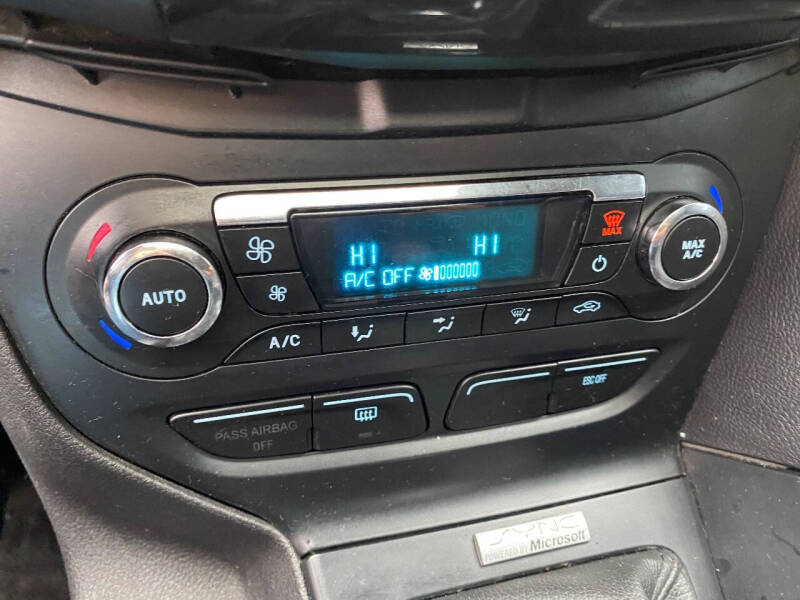 HI HI
A/C OFF
MAX
AUTO
MAX
A/C
A/C
ESC OFF
PASS AIRBAG
OFF
SYNC
POWERED BY Microsoft